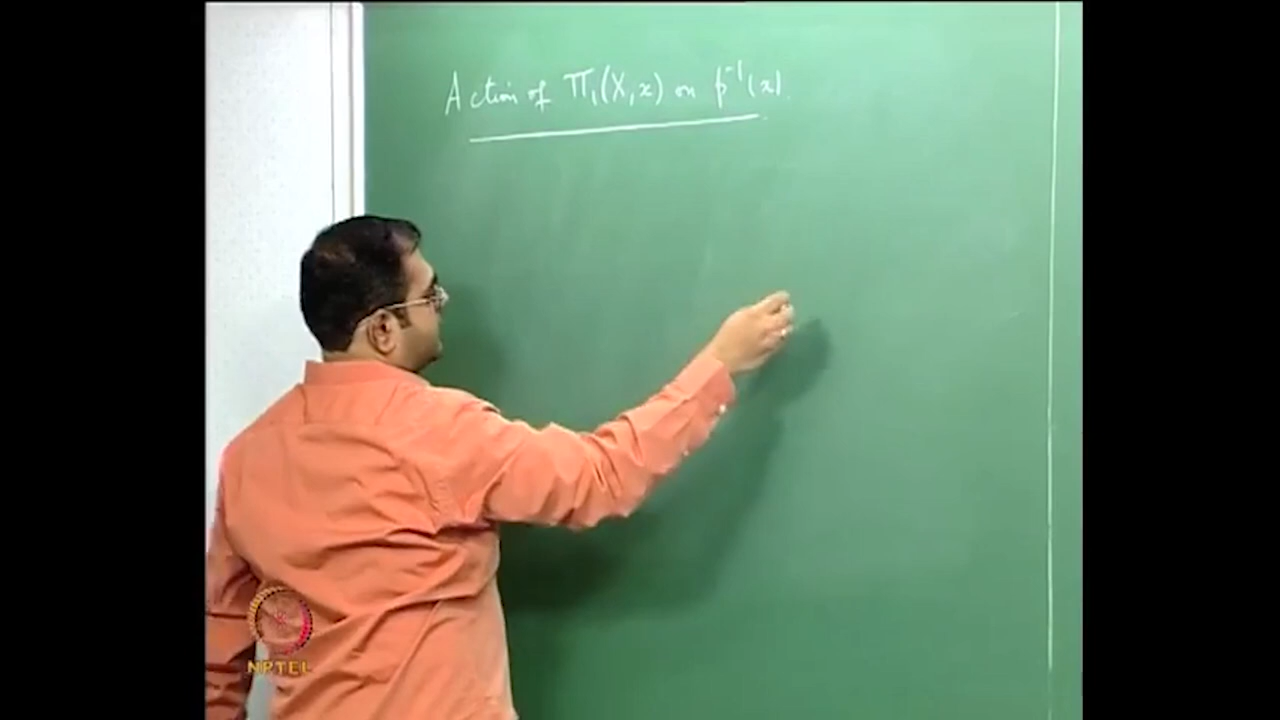 Action of π₁(X, x) on p⁻¹(x).
NPTEL